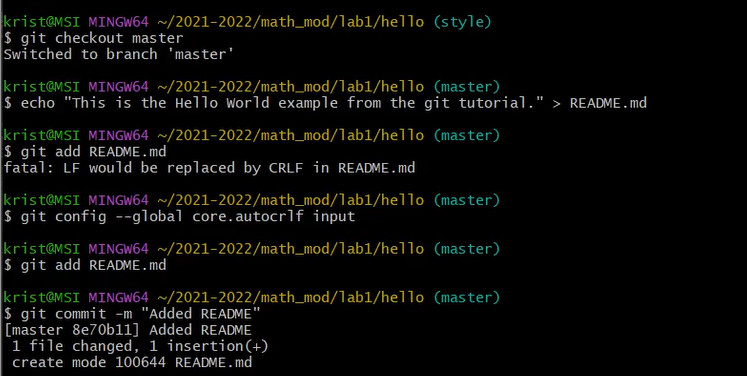 krist@MSI MINGW64 ~/2021-2022/math_mod/lab1/hello (style)
$ git checkout master
Switched to branch 'master'
krist@MSI MINGW64 ~/2021-2022/math_mod/lab1/hello (master)
$ echo "This is the Hello World example from the git tutorial." > README.md
krist@MSI MINGW64 ~/2021-2022/math_mod/lab1/hello (master)
$ git add README.md
fatal: LF would be replaced by CRLF in README.md
krist@MSI MINGW64 ~/2021-2022/math_mod/lab1/hello (master)
$ git config --global core.autocrlf input
krist@MSI MINGW64 ~/2021-2022/math_mod/lab1/hello (master)
$ git add README.md
krist@MSI MINGW64 ~/2021-2022/math_mod/lab1/hello (master)
$ git commit -m "Added README"
[master 8e70b11] Added README
 1 file changed, 1 insertion(+)
 create mode 100644 README.md